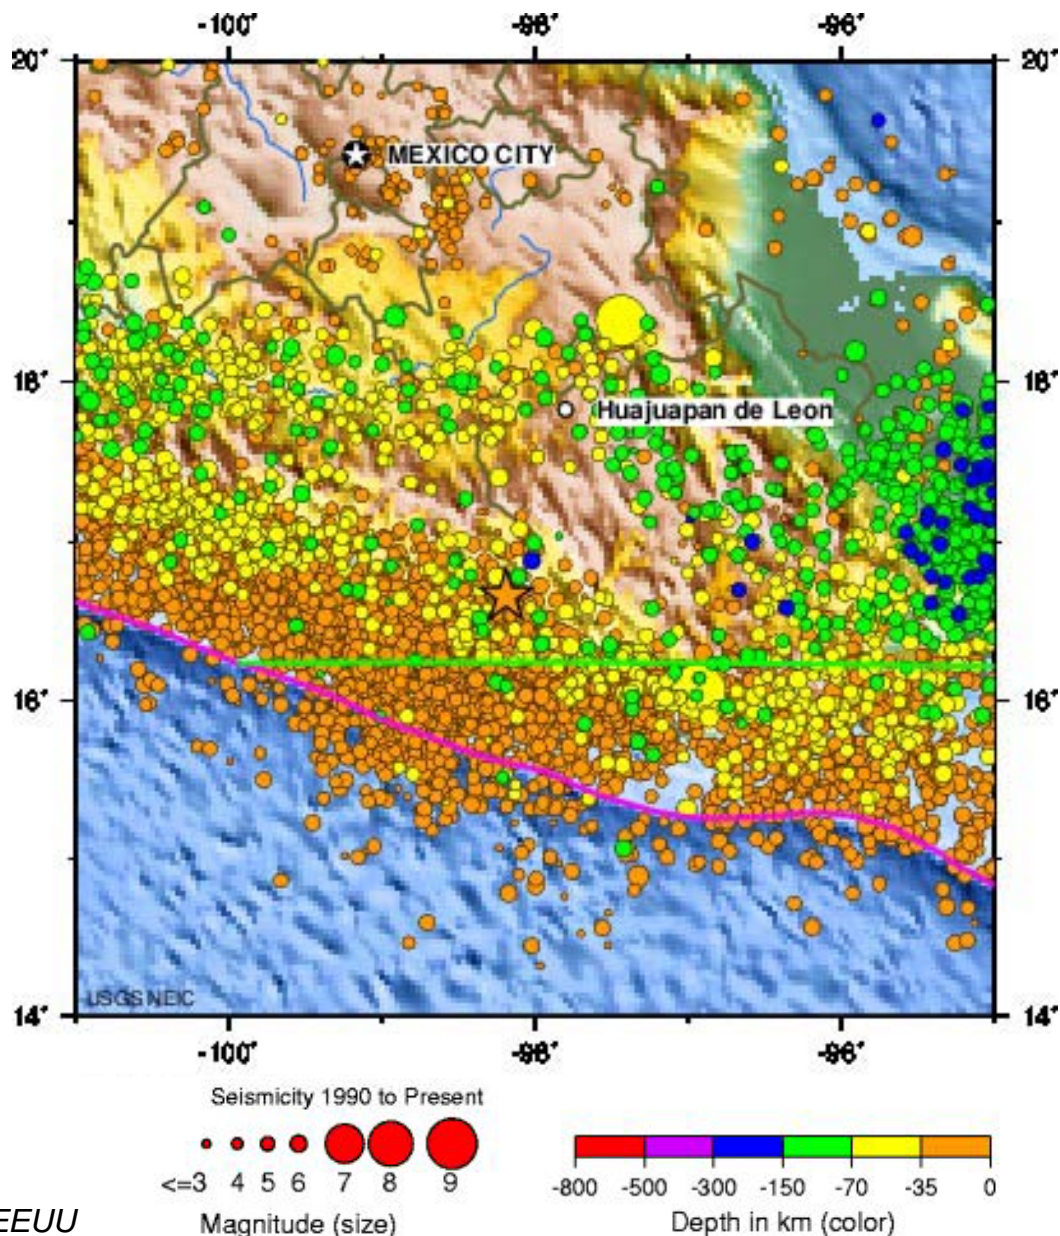 -100° -98° -96°
20° 20°
MEXICO CITY
18° 18°
Huajuapan de Leon
16° 16°
USGS NEIC
14° 14°
-100° -98° -96°
Seismicity 1990 to Present
<=3 4 5 6 7 8 9
Magnitude (size)
-800 -500 -300 -150 -70 -35 0
Depth in km (color)
EEUU